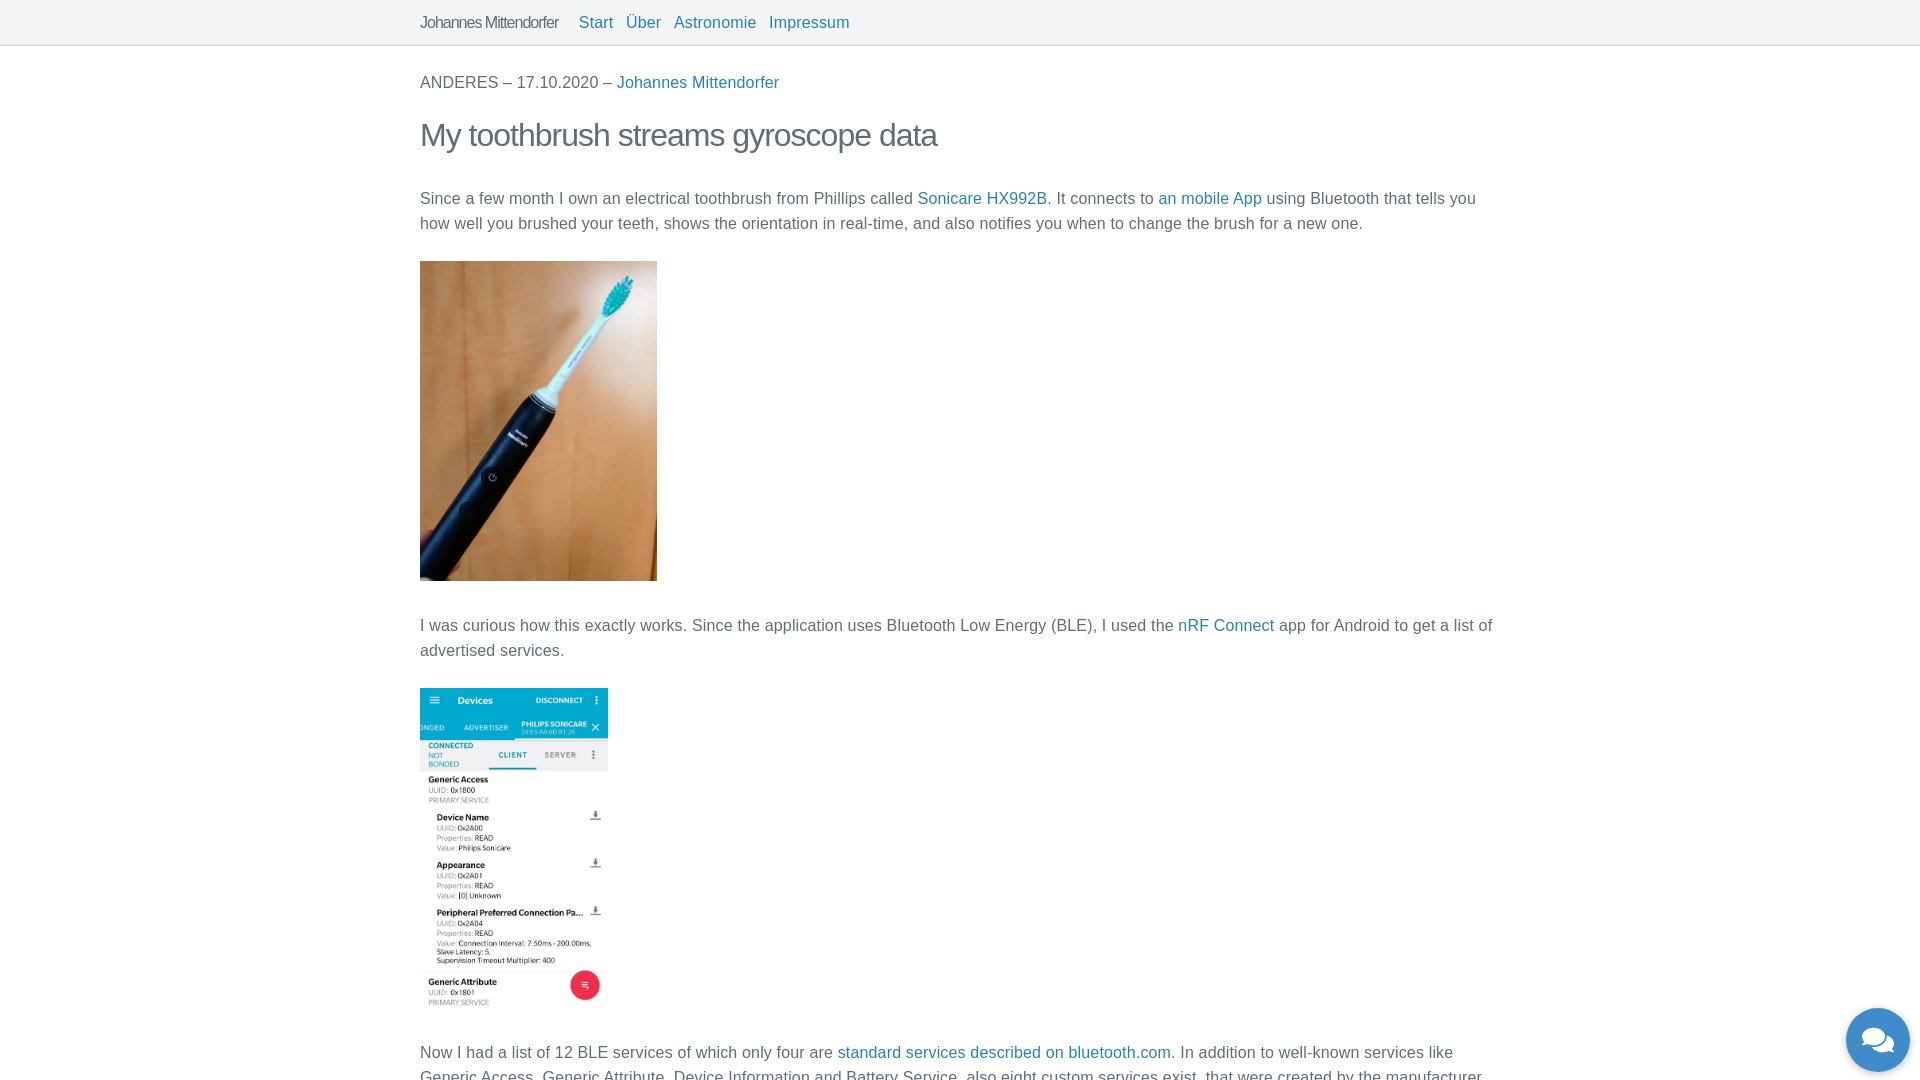 Johannes Mittendorfer Start Über Astronomie Impressum
ANDERES – 17.10.2020 – Johannes Mittendorfer
My toothbrush streams gyroscope data
Since a few month I own an electrical toothbrush from Phillips called Sonicare HX992B. It connects to an mobile App using Bluetooth that tells you
how well you brushed your teeth, shows the orientation in real-time, and also notifies you when to change the brush for a new one.
PHILIPS
sonicare
I was curious how this exactly works. Since the application uses Bluetooth Low Energy (BLE), I used the nRF Connect app for Android to get a list of
advertised services.
Devices DISCONNECT
ONDED ADVERTISER PHILIPS SONICARE
24:E5:AA:0D:81:26
CONNECTED
NOT
BONDED
CLIENT SERVER
Generic Access
UUID: 0x1800
PRIMARY SERVICE
Device Name
UUID: 0x2A00
Properties: READ
Value: Philips Sonicare
Appearance
UUID: 0x2A01
Properties: READ
Value: [0] Unknown
Peripheral Preferred Connection Pa...
UUID: 0x2A04
Properties: READ
Value: Connection Interval: 7.50ms - 200.00ms,
Slave Latency: 5,
Supervision Timeout Multiplier: 400
Generic Attribute
UUID: 0x1801
PRIMARY SERVICE
Now I had a list of 12 BLE services of which only four are standard services described on bluetooth.com. In addition to well-known services like
Generic Access, Generic Attribute, Device Information and Battery Service, also eight custom services exist, that were created by the manufacturer